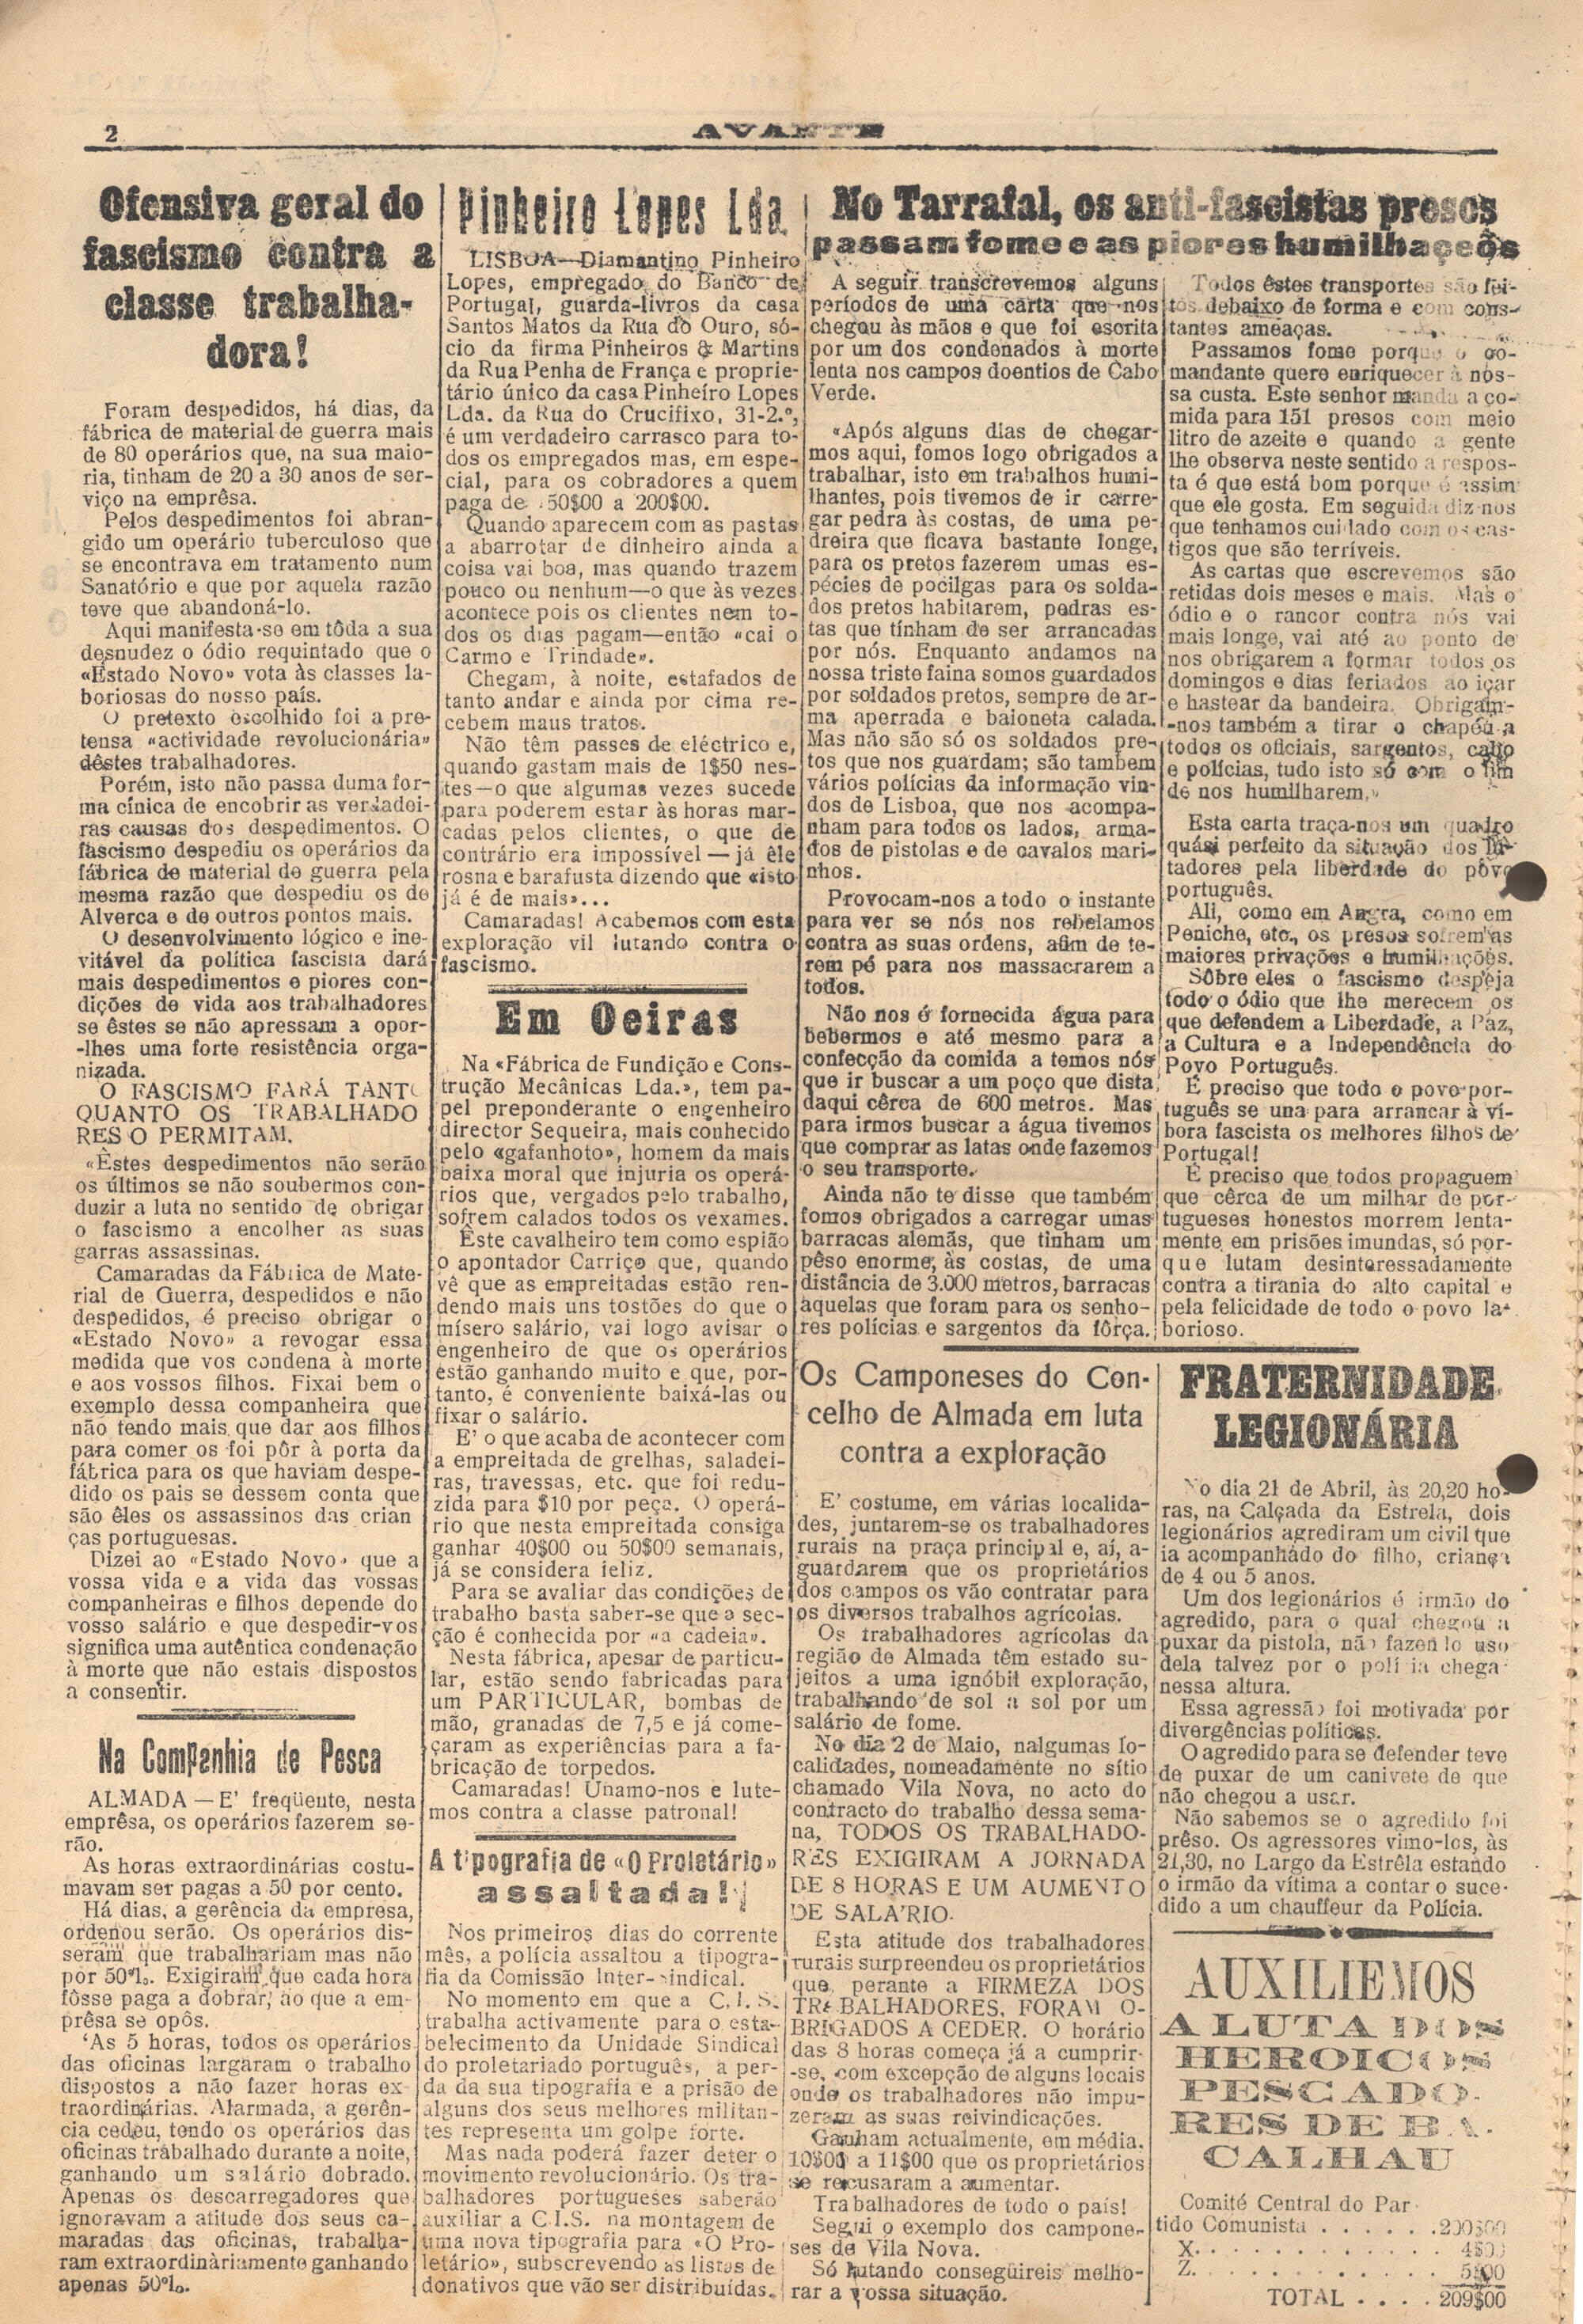 2
AVANTE
Ofensiva geral do
fascismo contra a
classe trabalha-
dora!
Foram despedidos, há dias, da
fábrica de material de guerra mais
de 80 operários que, na sua maio-
ria, tinham de 20 a 30 anos de ser-
viço na emprêsa.
Pelos despedimentos foi abran-
gido um operário tuberculoso que
se encontrava em tratamento num
Sanatório e que por aquela razão
teve que abandoná-lo.
Aqui manifesta-so em tôda a sua
desnudez o ódio requintado que o
«Estado Novo» vota às classes la-
boriosas do nosso país.
O pretexto escolhido foi a pre-
tensa «actividade revolucionária»
dêstes trabalhadores.
Porém, isto não passa duma for-
ma cínica de encobrir as verdadei-
ras causas dos despedimentos. O
fascismo despediu os operários da
fábrica de material de guerra pela
mesma razão que despediu os de
Alverca e de outros pontos mais.
O desenvolvimento lógico e ine-
vitável da política fascista dará
mais despedimentos e piores con-
dições de vida aos trabalhadores
se êstes se não apressam a opor-
-lhes uma forte resistência orga-
nizada.
O FASCISMO FARÁ TANTO
QUANTO OS TRABALHADO
RES O PERMITAM.
«Êstes despedimentos não serão
os últimos se não soubermos con-
duzir a luta no sentido de obrigar
o fascismo a encolher as suas
garras assassinas.
Camaradas da Fábrica de Mate-
rial de Guerra, despedidos e não
despedidos, é preciso obrigar o
«Estado Novo» a revogar essa
medida que vos condena à morte
e aos vossos filhos. Fixai bem o
exemplo dessa companheira que
não tendo mais que dar aos filhos
para comer os foi pôr à porta da
fábrica para os que haviam despe-
dido os pais se dessem conta que
são êles os assassinos das crian
ças portuguesas.
Dizei ao «Estado Novo» que a
vossa vida e a vida das vossas
companheiras e filhos depende do
vosso salário e que despedir-vos
significa uma autêntica condenação
à morte que não estais dispostos
a consentir.
Na Companhia de Pesca
ALMADA — E' freqüente, nesta
emprêsa, os operários fazerem se-
rão.
As horas extraordinárias costu-
mavam ser pagas a 50 por cento.
Há dias, a gerência da empresa,
ordenou serão. Os operários dis-
seram que trabalhariam mas não
por 50%. Exigiram que cada hora
fôsse paga a dobrar, ao que a em-
prêsa se opôs.
'As 5 horas, todos os operários
das oficinas largaram o trabalho
dispostos a não fazer horas ex-
traordinárias. Alarmada, a gerên-
cia cedeu, tendo os operários das
oficinas trabalhado durante a noite,
ganhando um salário dobrado.
Apenas os descarregadores que
ignoravam a atitude dos seus ca-
maradas das oficinas, trabalha-
ram extraordinàriamente ganhando
apenas 50%.
Pinheiro Lopes Lda.
LISBOA—Diamantino Pinheiro
Lopes, empregado do Banco de
Portugal, guarda-livros da casa
Santos Matos da Rua do Ouro, só-
cio da firma Pinheiros & Martins
da Rua Penha de França e proprie-
tário único da casa Pinheiro Lopes
Lda. da Rua do Crucifixo, 31-2.º,
é um verdadeiro carrasco para to-
dos os empregados mas, em espe-
cial, para os cobradores a quem
paga de 50$00 a 200$00.
Quando aparecem com as pastas
a abarrotar de dinheiro ainda a
coisa vai boa, mas quando trazem
pouco ou nenhum—o que às vezes
acontece pois os clientes nem to-
dos os dias pagam—então «cai o
Carmo e Trindade».
Chegam, à noite, estafados de
tanto andar e ainda por cima re-
cebem maus tratos.
Não têm passes de eléctrico e,
quando gastam mais de 1$50 nes-
tes—o que algumas vezes sucede
para poderem estar às horas mar-
cadas pelos clientes, o que de
contrário era impossível — já êle
rosna e barafusta dizendo que «isto
já é de mais»...
Camaradas! Acabemos com esta
exploração vil lutando contra o
fascismo.
Em Oeiras
Na «Fábrica de Fundição e Cons-
trução Mecânicas Lda.», tem pa-
pel preponderante o engenheiro
director Sequeira, mais conhecido
pelo «gafanhoto», homem da mais
baixa moral que injuria os operá-
rios que, vergados pelo trabalho,
sofrem calados todos os vexames.
Êste cavalheiro tem como espião
o apontador Carriço que, quando
vê que as empreitadas estão ren-
dendo mais uns tostões do que o
mísero salário, vai logo avisar o
engenheiro de que os operários
estão ganhando muito e que, por-
tanto, é conveniente baixá-las ou
fixar o salário.
E' o que acaba de acontecer com
a empreitada de grelhas, saladei-
ras, travessas, etc. que foi redu-
zida para $10 por peça. O operá-
rio que nesta empreitada consiga
ganhar 40$00 ou 50$00 semanais,
já se considera feliz.
Para se avaliar das condições de
trabalho basta saber-se que a sec-
ção é conhecida por «a cadeia».
Nesta fábrica, apesar de particu-
lar, estão sendo fabricadas para
um PARTICULAR, bombas de
mão, granadas de 7,5 e já come-
çaram as experiências para a fa-
bricação de torpedos.
Camaradas! Unamo-nos e lute-
mos contra a classe patronal!
A tipografia de «O Proletário»
assaltada!
Nos primeiros dias do corrente
mês, a polícia assaltou a tipogra-
fia da Comissão Inter-sindical.
No momento em que a C. I. S.
trabalha activamente para o esta-
belecimento da Unidade Sindical
do proletariado português, a per-
da da sua tipografia e a prisão de
alguns dos seus melhores militan-
tes representa um golpe forte.
Mas nada poderá fazer deter o
movimento revolucionário. Os tra-
balhadores portugueses saberão
auxiliar a C.I.S. na montagem de
uma nova tipografia para «O Pro-
letário», subscrevendo as listas de
donativos que vão ser distribuídas.
No Tarrafal, os anti-fascistas presos
passam fome e as piores humilhações
A seguir transcrevemos alguns
períodos de uma carta que nos
chegou às mãos e que foi escrita
por um dos condenados à morte
lenta nos campos doentios de Cabo
Verde.
«Após alguns dias de chegar-
mos aqui, fomos logo obrigados a
trabalhar, isto em trabalhos humi-
lhantes, pois tivemos de ir carre-
gar pedra às costas, de uma pe-
dreira que ficava bastante longe,
para os pretos fazerem umas es-
pécies de pocilgas para os solda-
dos pretos habitarem, pedras es-
tas que tínham de ser arrancadas
por nós. Enquanto andamos na
nossa triste faina somos guardados
por soldados pretos, sempre de ar-
ma aperrada e baioneta calada.
Mas não são só os soldados pre-
tos que nos guardam; são tambem
vários polícias da informação vin-
dos de Lisboa, que nos acompa-
nham para todos os lados, arma-
dos de pistolas e de cavalos mari-
nhos.
Provocam-nos a todo o instante
para ver se nós nos rebelamos
contra as suas ordens, afim de te-
rem pé para nos massacrarem a
todos.
Não nos é fornecida água para
bebermos e até mesmo para a
confecção da comida a temos nós
que ir buscar a um poço que dista
daqui cêrca de 600 metros. Mas
para irmos buscar a água tivemos
que comprar as latas onde fazemos
o seu transporte.
Ainda não te disse que também
fomos obrigados a carregar umas
barracas alemãs, que tinham um
pêso enorme, às costas, de uma
distância de 3.000 metros, barracas
aquelas que foram para os senho-
res polícias e sargentos da fôrça.
Todos êstes transportes são fei-
tos debaixo de forma e com cons-
tantes ameaças.
Passamos fome porque o co-
mandante quere enriquecer à nos-
sa custa. Este senhor manda a co-
mida para 151 presos com meio
litro de azeite e quando a gente
lhe observa neste sentido a respos-
ta é que está bom porque é assim
que ele gosta. Em seguida diz-nos
que tenhamos cuidado com os cas-
tigos que são terríveis.
As cartas que escrevemos são
retidas dois meses e mais. Mas o
ódio e o rancor contra nós vai
mais longe, vai até ao ponto de
nos obrigarem a formar todos os
domingos e dias feriados ao içar
e hastear da bandeira. Obrigam-
-nos também a tirar o chapéu a
todos os oficiais, sargentos, cabo
e polícias, tudo isto só com o fim
de nos humilharem.»
Esta carta traça-nos um quadro
quási perfeito da situação dos lu-
tadores pela liberdade do povo
português.
Ali, como em Angra, como em
Peniche, etc., os presos sofrem as
maiores privações e humilhações.
Sôbre eles o fascismo despeja
todo o ódio que lhe merecem os
que defendem a Liberdade, a Paz,
a Cultura e a Independência do
Povo Português.
É preciso que todo o povo por-
tuguês se una para arrancar à ví-
bora fascista os melhores filhos de
Portugal!
É preciso que todos propaguem
que cêrca de um milhar de por-
tugueses honestos morrem lenta-
mente em prisões imundas, só por-
que lutam desinteressadamente
contra a tirania do alto capital e
pela felicidade de todo o povo la-
borioso.
Os Camponeses do Con-
celho de Almada em luta
contra a exploração
E' costume, em várias localida-
des, juntarem-se os trabalhadores
rurais na praça principal e, aí, a-
guardarem que os proprietários
dos campos os vão contratar para
os diversos trabalhos agrícolas.
Os trabalhadores agrícolas da
região de Almada têm estado su-
jeitos a uma ignóbil exploração,
trabalhando de sol a sol por um
salário de fome.
No dia 2 de Maio, nalgumas lo-
calidades, nomeadamente no sítio
chamado Vila Nova, no acto do
contracto do trabalho dessa sema-
na, TODOS OS TRABALHADO-
RES EXIGIRAM A JORNADA
DE 8 HORAS E UM AUMENTO
DE SALÁRIO.
Esta atitude dos trabalhadores
rurais surpreendeu os proprietários
que, perante a FIRMEZA DOS
TRABALHADORES, FORAM O-
BRIGADOS A CEDER. O horário
das 8 horas começa já a cumprir-
-se, com excepção de alguns locais
onde os trabalhadores não impu-
zeram as suas reivindicações.
Ganham actualmente, em média,
10$00 a 11$00 que os proprietários
se recusaram a aumentar.
Trabalhadores de todo o país!
Segui o exemplo dos campone-
ses de Vila Nova.
Só lutando conseguireis melho-
rar a vossa situação.
FRATERNIDADE
LEGIONÁRIA
No dia 21 de Abril, às 20,20 ho-
ras, na Calçada da Estrela, dois
legionários agrediram um civil que
ia acompanhádo do filho, criança
de 4 ou 5 anos.
Um dos legionários é irmão do
agredido, para o qual chegou a
puxar da pistola, não fazendo uso
dela talvez por o polí ia chega
nessa altura.
Essa agressão foi motivada por
divergências políticas.
O agredido para se defender teve
de puxar de um canivete de que
não chegou a usar.
Não sabemos se o agredido foi
prêso. Os agressores vimo-los, às
21,30, no Largo da Estrêla estando
o irmão da vítima a contar o suce-
dido a um chauffeur da Polícia.
AUXILIEMOS
A LUTA DOS
HEROICOS
PESCADO-
RES DE BA-
CALHAU
Comité Central do Par-
tido Comunista . . . . . . 200$00
X. . . . . . . . . . . . . 4$00
Z. . . . . . . . . . . . . 5$00
TOTAL . . . . 209$00